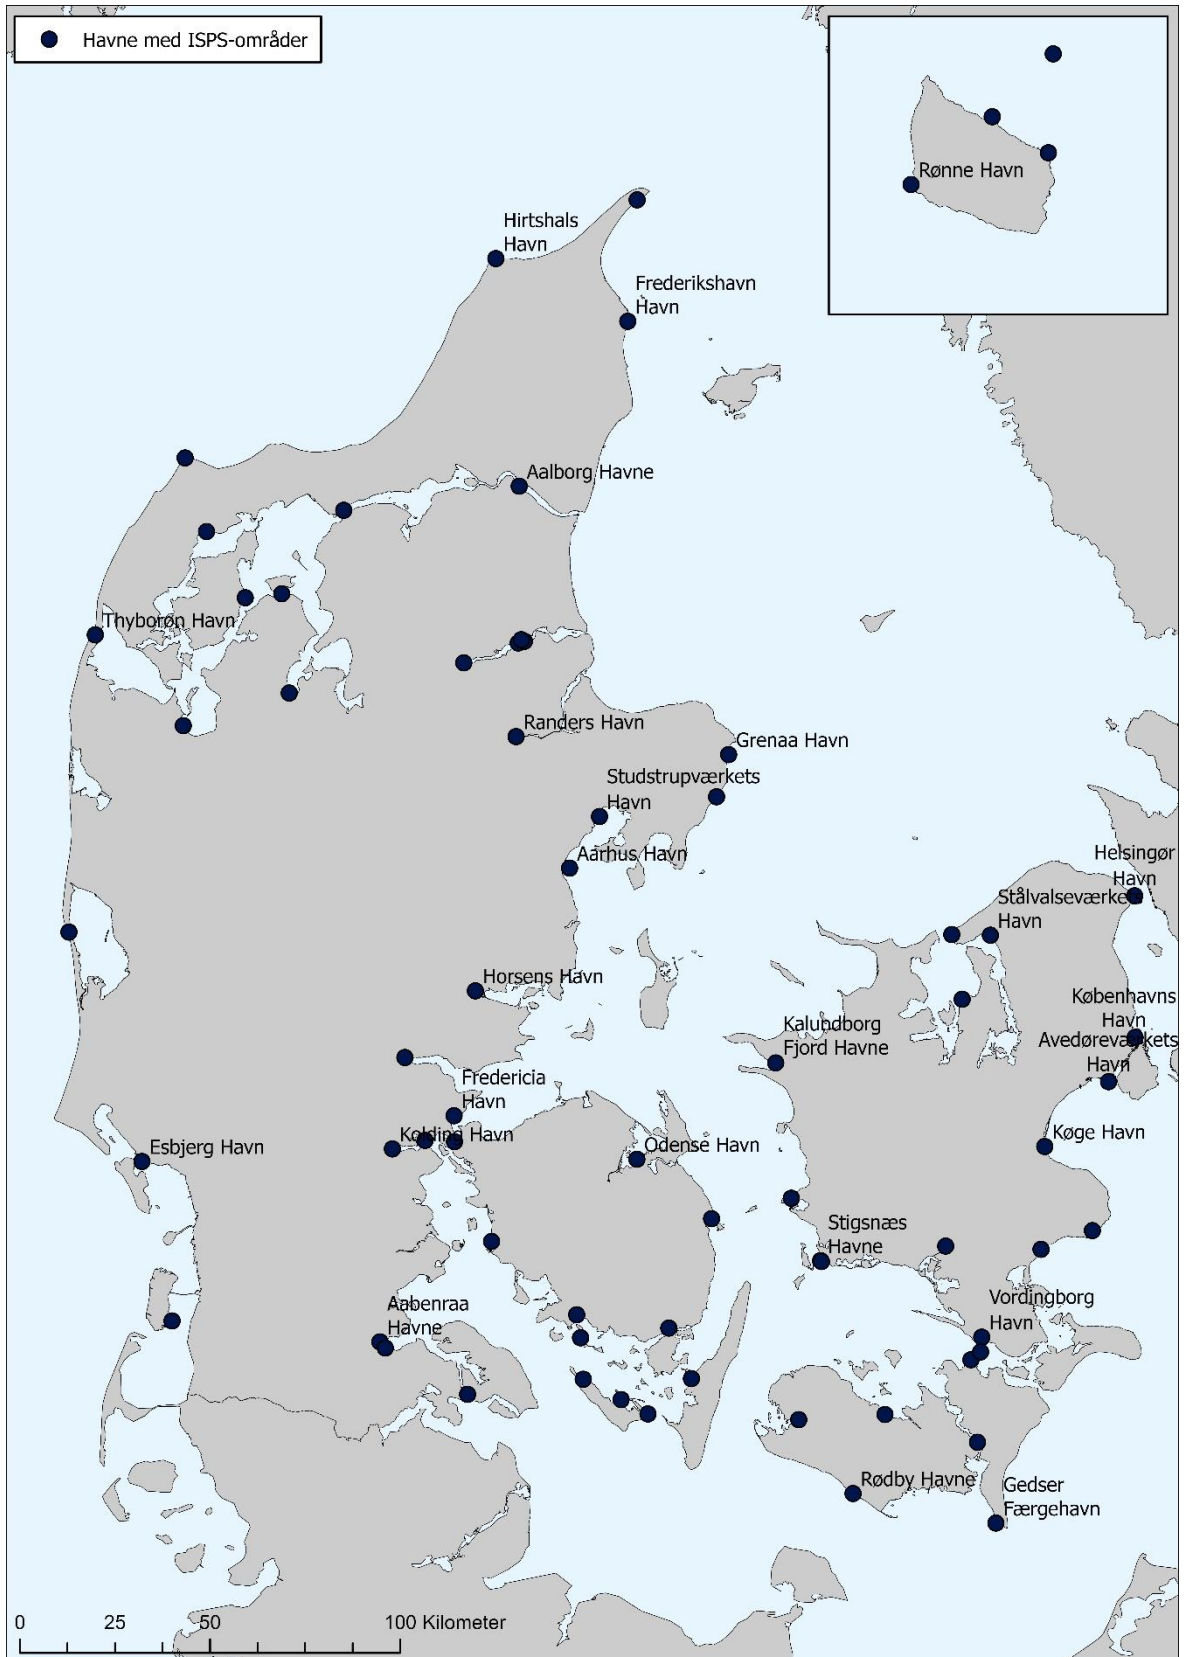 Havne med ISPS-områder
Rønne Havn
Hirtshals
Havn
Frederikshavn
Havn
Aalborg Havne
Thyborøn Havn
Randers Havn
Grenaa Havn
Studstrupværkets
Havn
Aarhus Havn
Helsingør
Havn
Stålvalseværkets
Havn
Horsens Havn
Københavns
Havn
Kalundborg
Fjord Havne
Avedøreværkets
Havn
Fredericia
Havn
Kolding Havn
Esbjerg Havn
Odense Havn
Køge Havn
Stigsnæs
Havne
Vordingborg
Havn
Aabenraa
Havne
Rødby Havne
Gedser
Færgehavn
0 25 50 100 Kilometer